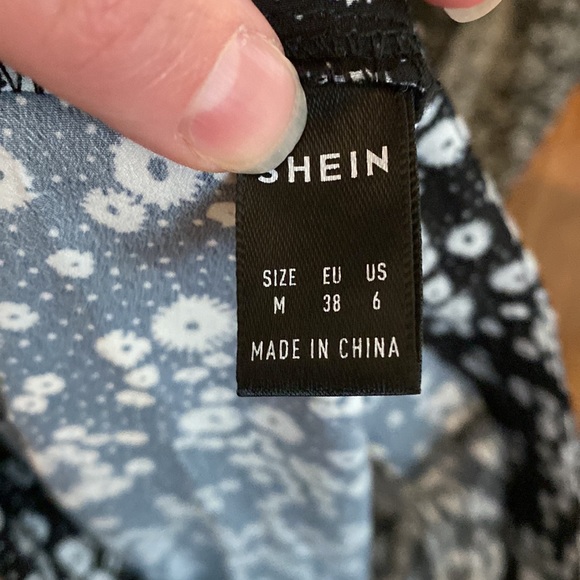 SHEIN
SIZE EU US
M 38 6
MADE IN CHINA